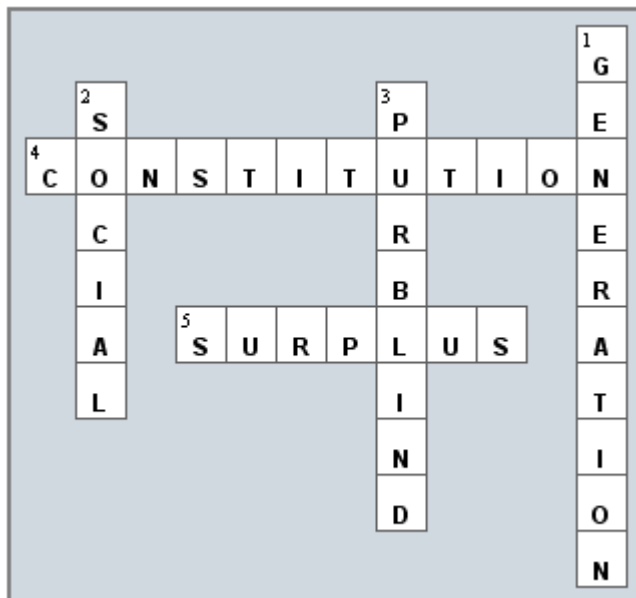 1
G
2 3 E
S P
4 N
C O N S T I T U T I O N
C R E
I B R
5
A S U R P L U S A
L I T
N I
D O
N